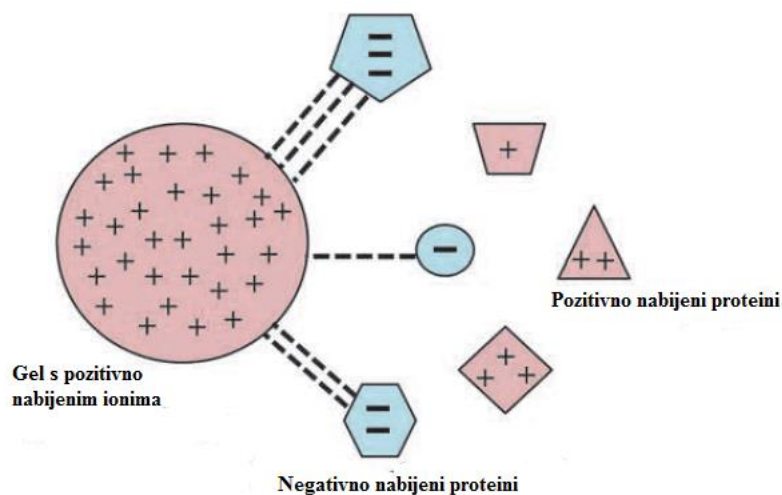 Pozitivno nabijeni proteini
Gel s pozitivno
nabijenim ionima
Negativno nabijeni proteini